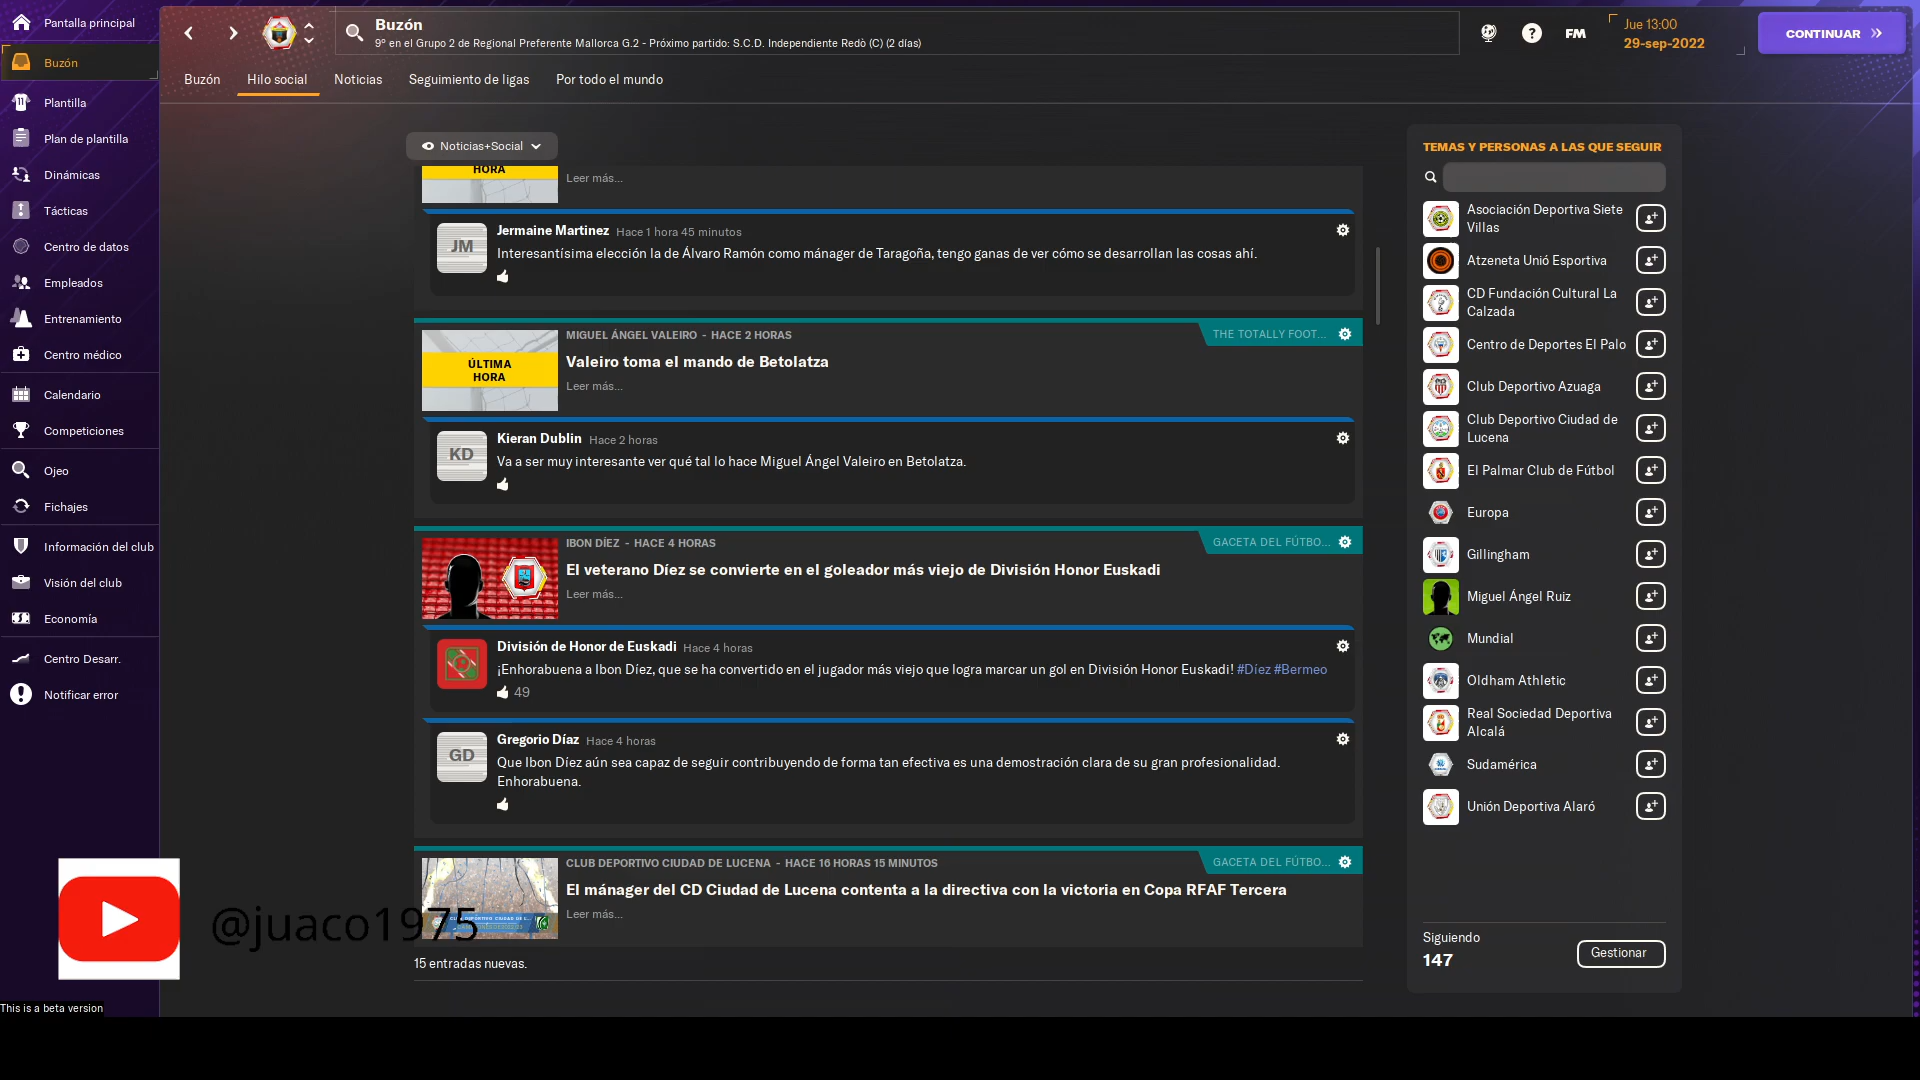 Pantalla principal
Buzón
Plantilla
Plan de plantilla
Dinámicas
Tácticas
Centro de datos
Empleados
Entrenamiento
Centro médico
Calendario
Competiciones
Ojeo
Fichajes
Información del club
Visión del club
Economía
Centro Desarr.
Notificar error
This is a beta version
Buzón
9º en el Grupo 2 de Regional Preferente Mallorca G.2 - Próximo partido: S.C.D. Independiente Redò (C) (2 días)
FM
Jue 13:00
29-sep-2022
CONTINUAR
Buzón
Hilo social
Noticias
Seguimiento de ligas
Por todo el mundo
Noticias+Social
HORA
Leer más...
JM
Jermaine Martinez Hace 1 hora 45 minutos
Interesantísima elección la de Álvaro Ramón como mánager de Taragoña, tengo ganas de ver cómo se desarrollan las cosas ahí.
MIGUEL ÁNGEL VALEIRO - HACE 2 HORAS
THE TOTALLY FOOT...
ÚLTIMA
HORA
Valeiro toma el mando de Betolatza
Leer más...
KD
Kieran Dublin Hace 2 horas
Va a ser muy interesante ver qué tal lo hace Miguel Ángel Valeiro en Betolatza.
IBON DÍEZ - HACE 4 HORAS
GACETA DEL FÚTBO...
El veterano Díez se convierte en el goleador más viejo de División Honor Euskadi
Leer más...
División de Honor de Euskadi Hace 4 horas
¡Enhorabuena a Ibon Díez, que se ha convertido en el jugador más viejo que logra marcar un gol en División Honor Euskadi! #Díez #Bermeo
49
GD
Gregorio Díaz Hace 4 horas
Que Ibon Díez aún sea capaz de seguir contribuyendo de forma tan efectiva es una demostración clara de su gran profesionalidad.
Enhorabuena.
CLUB DEPORTIVO CIUDAD DE LUCENA - HACE 16 HORAS 15 MINUTOS
GACETA DEL FÚTBO...
El mánager del CD Ciudad de Lucena contenta a la directiva con la victoria en Copa RFAF Tercera
Leer más...
@juaco1975
15 entradas nuevas.
TEMAS Y PERSONAS A LAS QUE SEGUIR
Asociación Deportiva Siete
Villas
Atzeneta Unió Esportiva
CD Fundación Cultural La
Calzada
Centro de Deportes El Palo
Club Deportivo Azuaga
Club Deportivo Ciudad de
Lucena
El Palmar Club de Fútbol
Europa
Gillingham
Miguel Ángel Ruiz
Mundial
Oldham Athletic
Real Sociedad Deportiva
Alcalá
Sudamérica
Unión Deportiva Alaró
Siguiendo
147
Gestionar